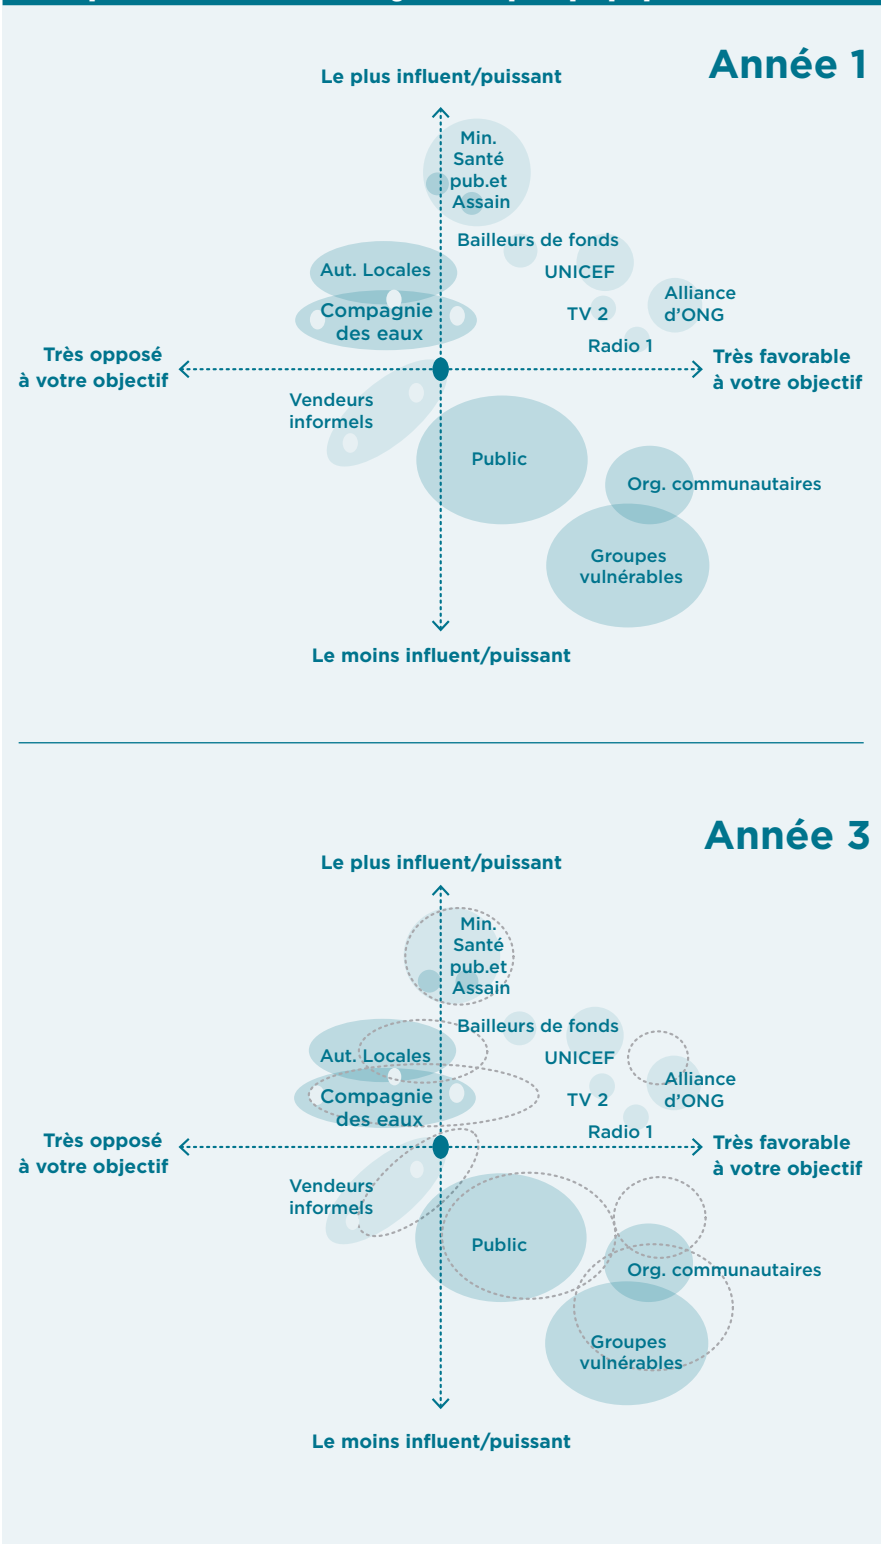 Année 1
Le plus influent/puissant
Min.
Santé
pub.et
Assain
Bailleurs de fonds
Aut. Locales
UNICEF
Alliance
d'ONG
Compagnie
des eaux
TV 2
Radio 1
Très opposé
à votre objectif
Très favorable
à votre objectif
Vendeurs
informels
Public
Org. communautaires
Groupes
vulnérables
Le moins influent/puissant
Année 3
Le plus influent/puissant
Min.
Santé
pub.et
Assain
Bailleurs de fonds
Aut. Locales
UNICEF
Alliance
d'ONG
Compagnie
des eaux
TV 2
Radio 1
Très opposé
à votre objectif
Très favorable
à votre objectif
Vendeurs
informels
Public
Org. communautaires
Groupes
vulnérables
Le moins influent/puissant